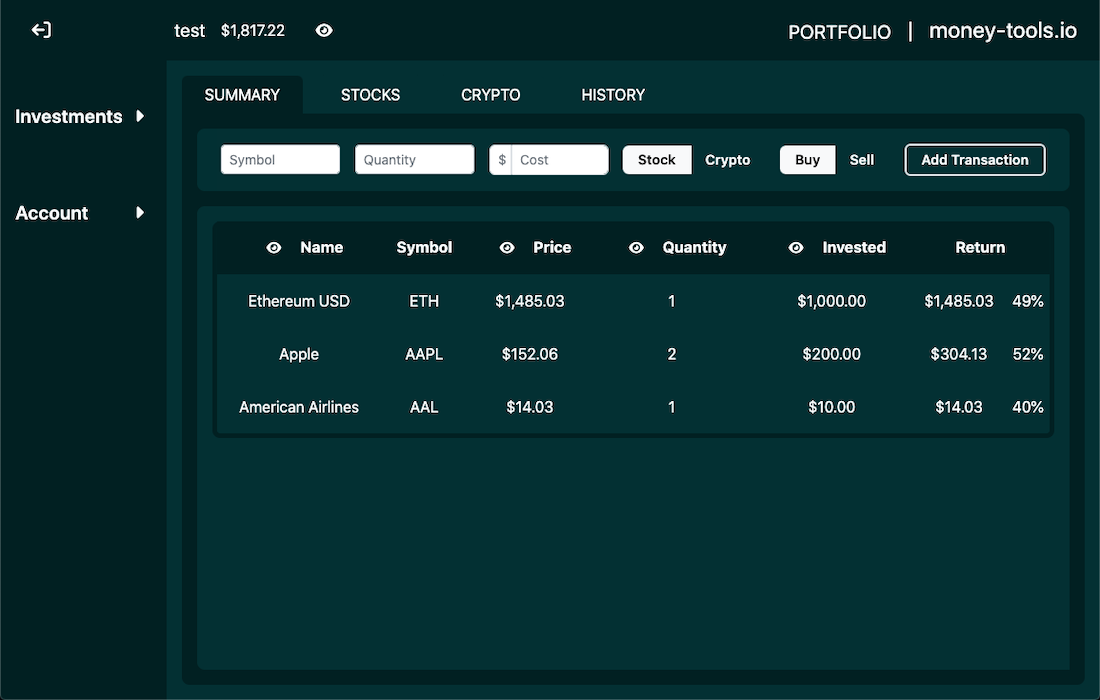 test $1,817.22 PORTFOLIO | money-tools.io
Investments
Account
SUMMARY STOCKS CRYPTO HISTORY
Symbol Quantity $ Cost Stock Crypto Buy Sell Add Transaction
Name Symbol Price Quantity Invested Return
Ethereum USD ETH $1,485.03 1 $1,000.00 $1,485.03 49%
Apple AAPL $152.06 2 $200.00 $304.13 52%
American Airlines AAL $14.03 1 $10.00 $14.03 40%